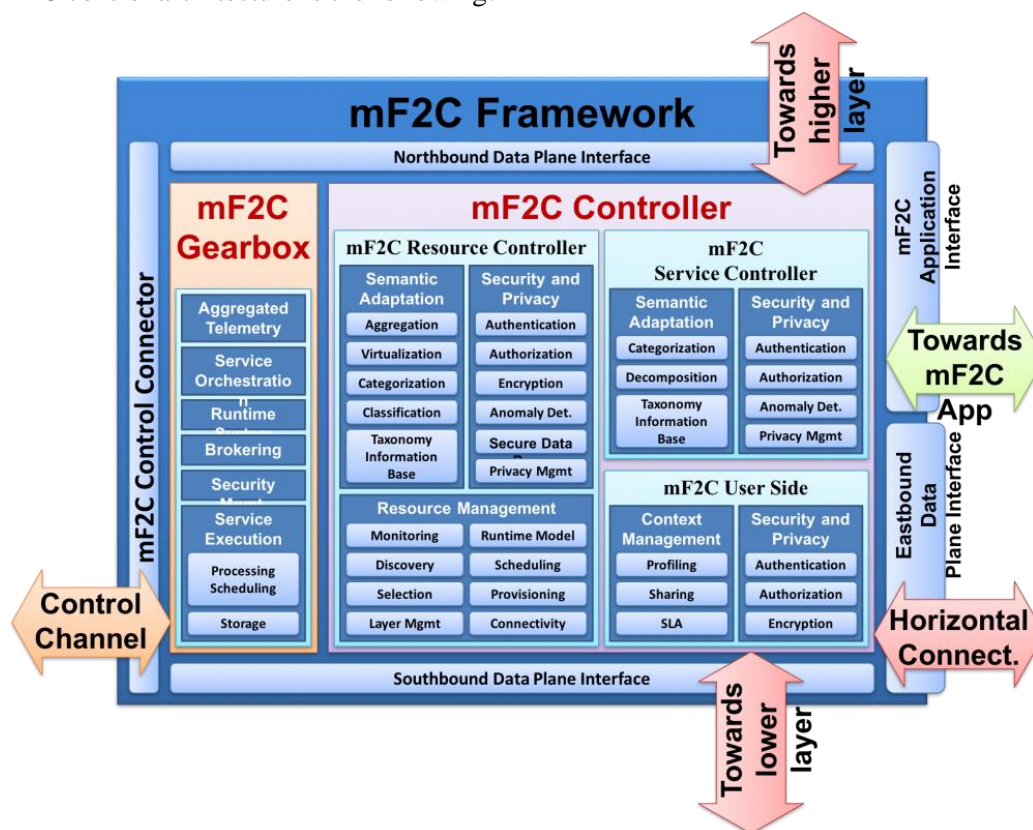 Towards
higher
layer
mF2C Framework
Northbound Data Plane Interface
mF2C Control Connector
mF2C
Gearbox
Aggregated
Telemetry
Service
Orchestratio
n
Runtime
Brokering
Security
Service
Execution
Processing
Scheduling
Storage
mF2C Controller
mF2C Resource Controller
Semantic
Adaptation
Aggregation
Virtualization
Categorization
Classification
Taxonomy
Information
Base
Security and
Privacy
Authentication
Authorization
Encryption
Anomaly Det.
Secure Data
Privacy Mgmt
Resource Management
Monitoring
Discovery
Selection
Layer Mgmt
Runtime Model
Scheduling
Provisioning
Connectivity
mF2C
Service Controller
Semantic
Adaptation
Categorization
Decomposition
Taxonomy
Information
Base
Security and
Privacy
Authentication
Authorization
Anomaly Det.
Privacy Mgmt
mF2C User Side
Context
Management
Profiling
Sharing
SLA
Security and
Privacy
Authentication
Authorization
Encryption
mF2C
Application
Interface
Towards
mF2C
App
Eastbound
Data
Plane Interface
Control
Channel
Horizontal
Connect.
Southbound Data Plane Interface
Towards
lower
layer